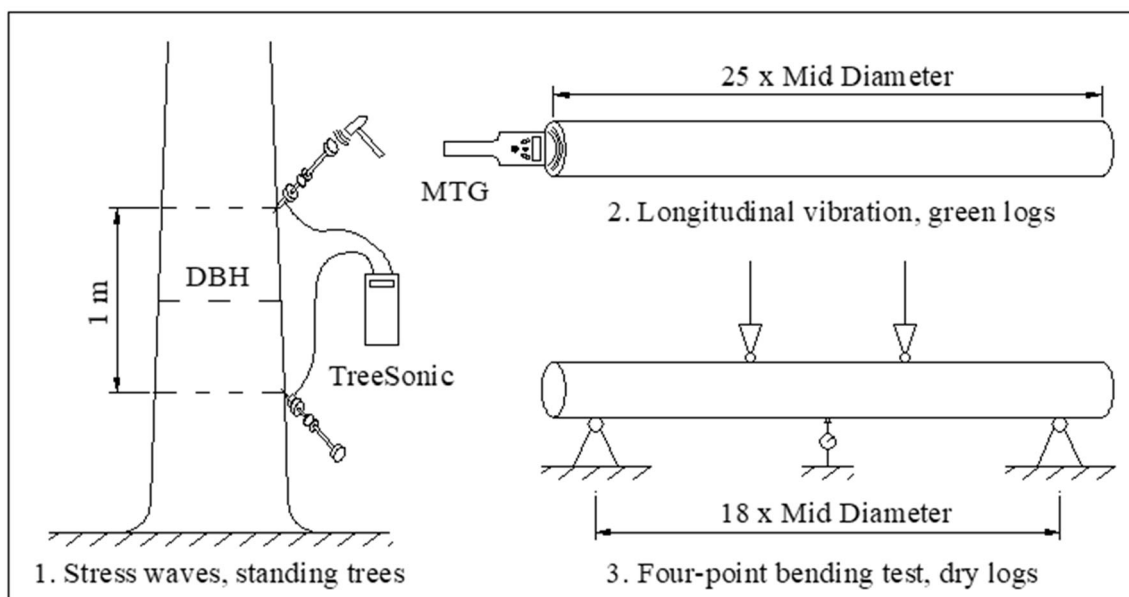 1 m
DBH
TreeSonic
1. Stress waves, standing trees
25 x Mid Diameter
MTG
2. Longitudinal vibration, green logs
18 x Mid Diameter
3. Four-point bending test, dry logs